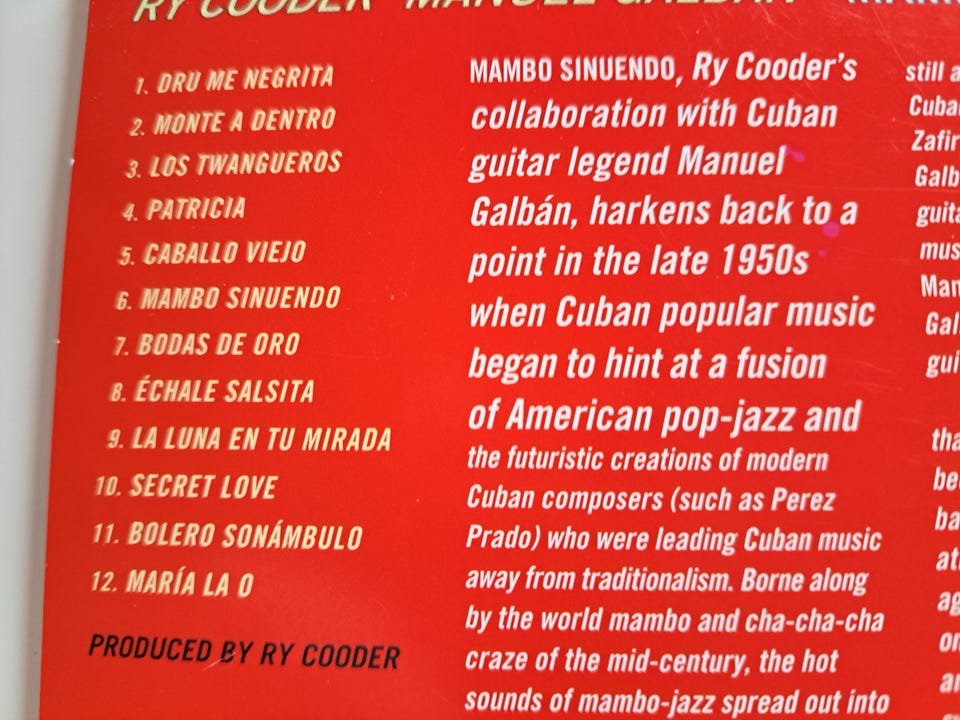 RY COODER MANUEL GALBÁN
1. DRU ME NEGRITA
2. MONTE A DENTRO
3. LOS TWANGUEROS
4. PATRICIA
5. CABALLO VIEJO
6. MAMBO SINUENDO
7. BODAS DE ORO
8. ÉCHALE SALSITA
9. LA LUNA EN TU MIRADA
10. SECRET LOVE
11. BOLERO SONÁMBULO
12. MARÍA LA O
PRODUCED BY RY COODER
MAMBO SINUENDO, Ry Cooder's
collaboration with Cuban
guitar legend Manuel
Galbán, harkens back to a
point in the late 1950s
when Cuban popular music
began to hint at a fusion
of American pop-jazz and
the futuristic creations of modern
Cuban composers (such as Perez
Prado) who were leading Cuban music
away from traditionalism. Borne along
by the world mambo and cha-cha-cha
craze of the mid-century, the hot
sounds of mambo-jazz spread out into
still a